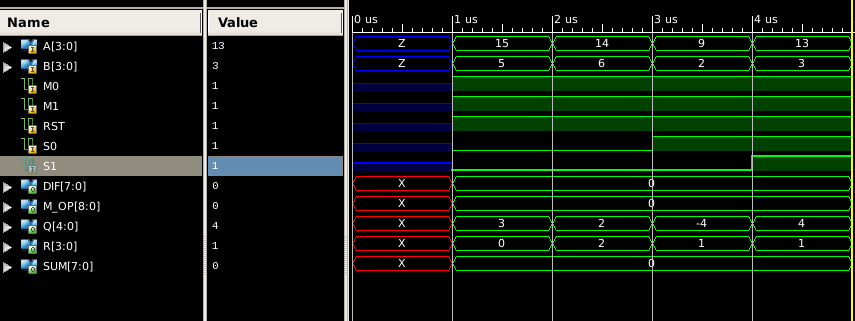 Name Value 0 us 1 us 2 us 3 us 4 us
A[3:0] 13 Z 15 14 9 13
B[3:0] 3 Z 5 6 2 3
M0 1
M1 1
RST 1
S0 1
S1 1
DIF[7:0] 0 X 0
M_OP[8:0] 0 X 0
Q[4:0] 4 X 3 2 -4 4
R[3:0] 1 X 0 2 1 1
SUM[7:0] 0 X 0